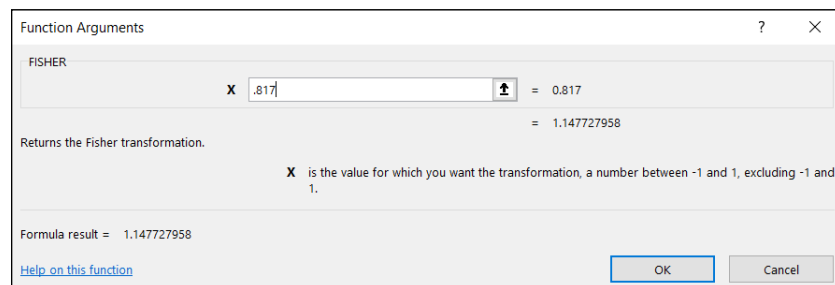 Function Arguments ? ×
FISHER
X .817 = 0.817
= 1.147727958
Returns the Fisher transformation.
X is the value for which you want the transformation, a number between -1 and 1, excluding -1 and
1.
Formula result = 1.147727958
Help on this function OK Cancel